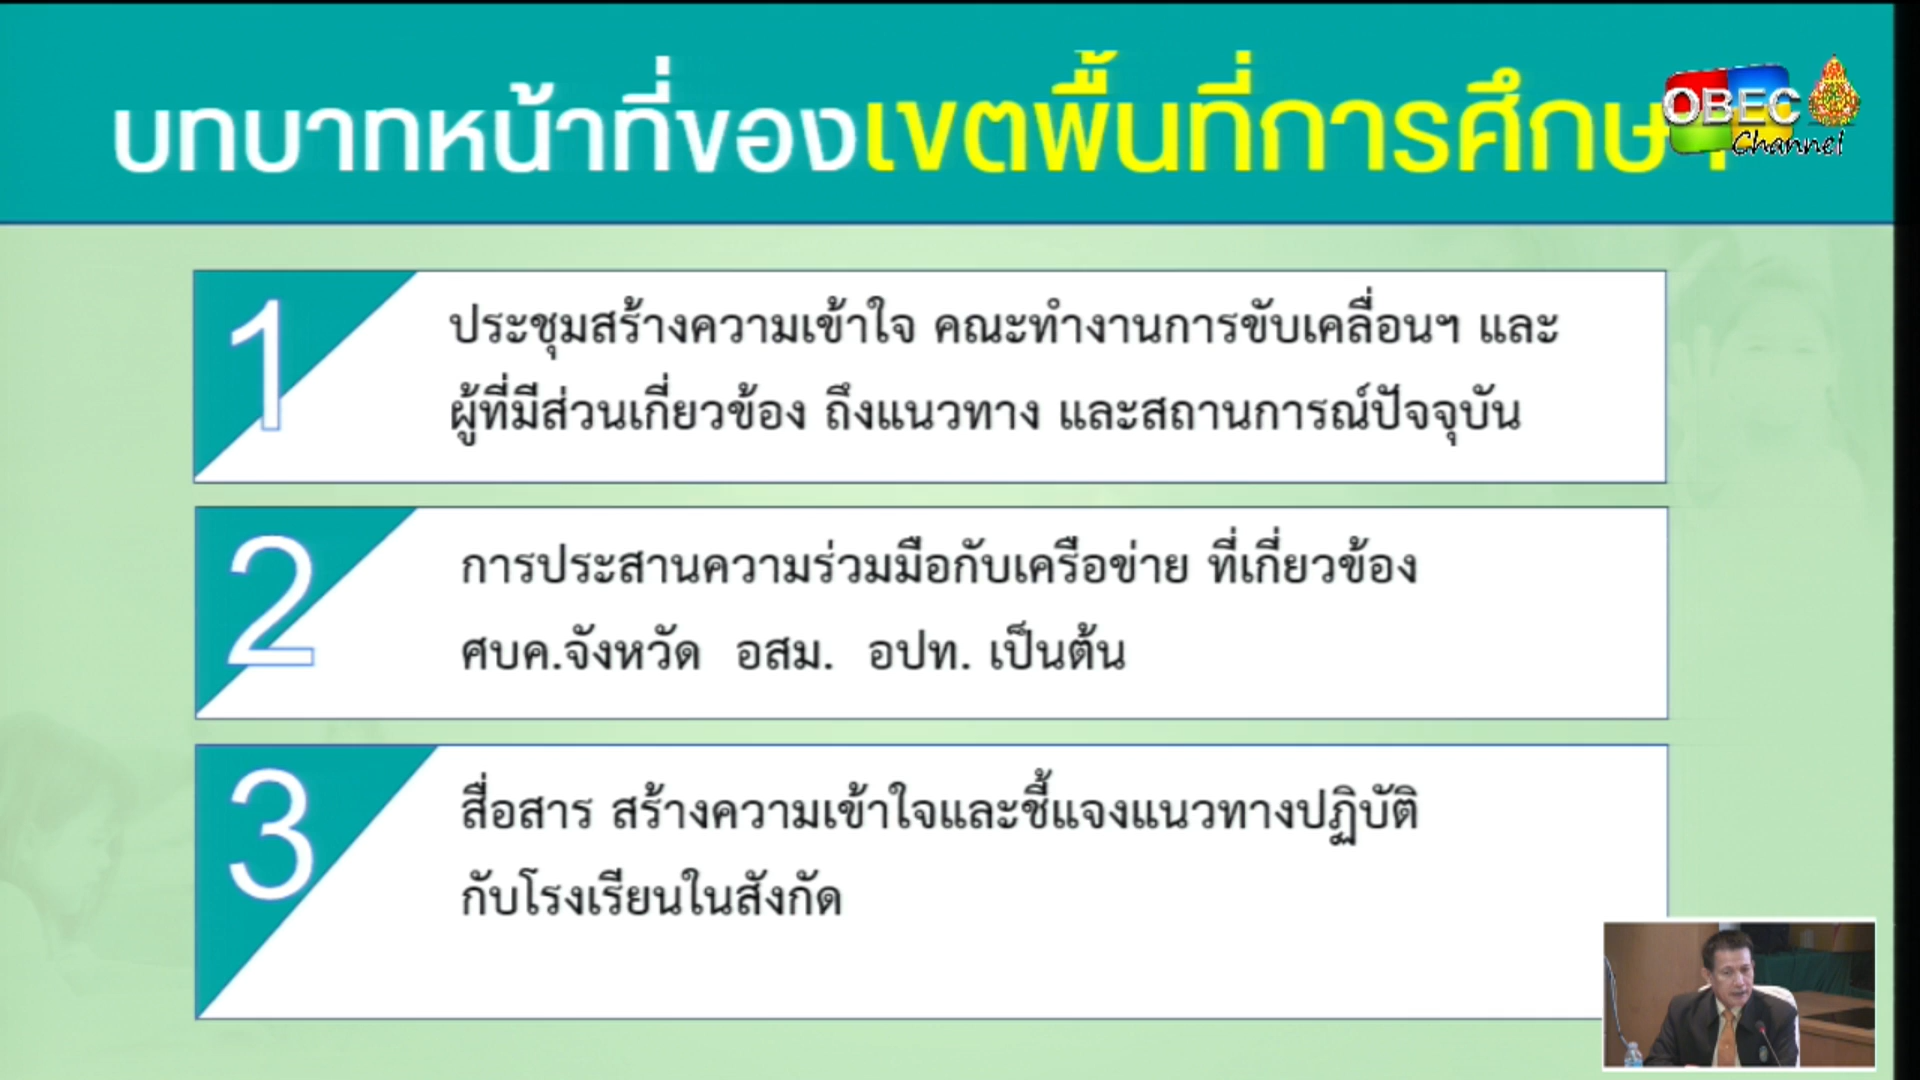 บทบาทหน้าที่ของเขตพื้นที่การศึกษา
OBEC
Channel
1
ประชุมสร้างความเข้าใจ คณะทำงานการขับเคลื่อนฯ และ
ผู้ที่มีส่วนเกี่ยวข้อง ถึงแนวทาง และสถานการณ์ปัจจุบัน
2
การประสานความร่วมมือกับเครือข่าย ที่เกี่ยวข้อง
ศบค.จังหวัด อสม. อปท. เป็นต้น
3
สื่อสาร สร้างความเข้าใจและชี้แจงแนวทางปฏิบัติ
กับโรงเรียนในสังกัด